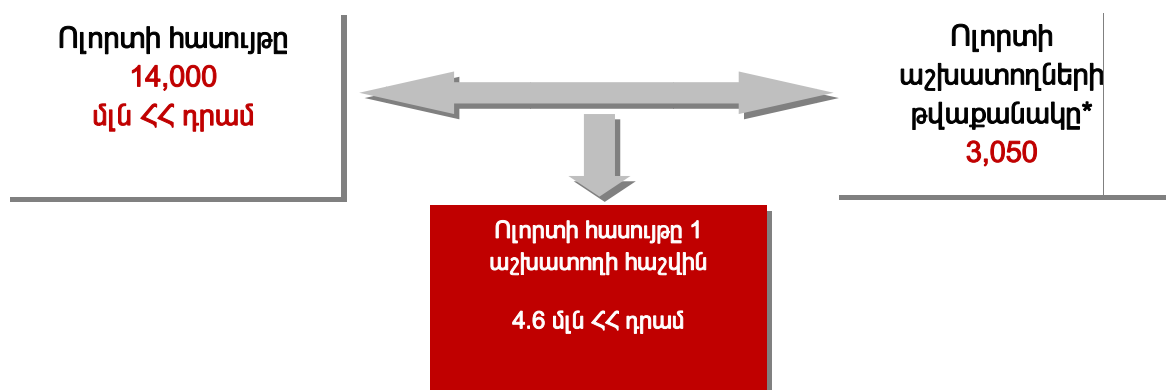 Ոլորտի հասույթը
14,000
մլն ՀՀ դրամ
Ոլորտի
աշխատողների
թվաքանակը*
3,050
Ոլորտի հասույթը 1
աշխատողի հաշվին
4.6 մլն ՀՀ դրամ